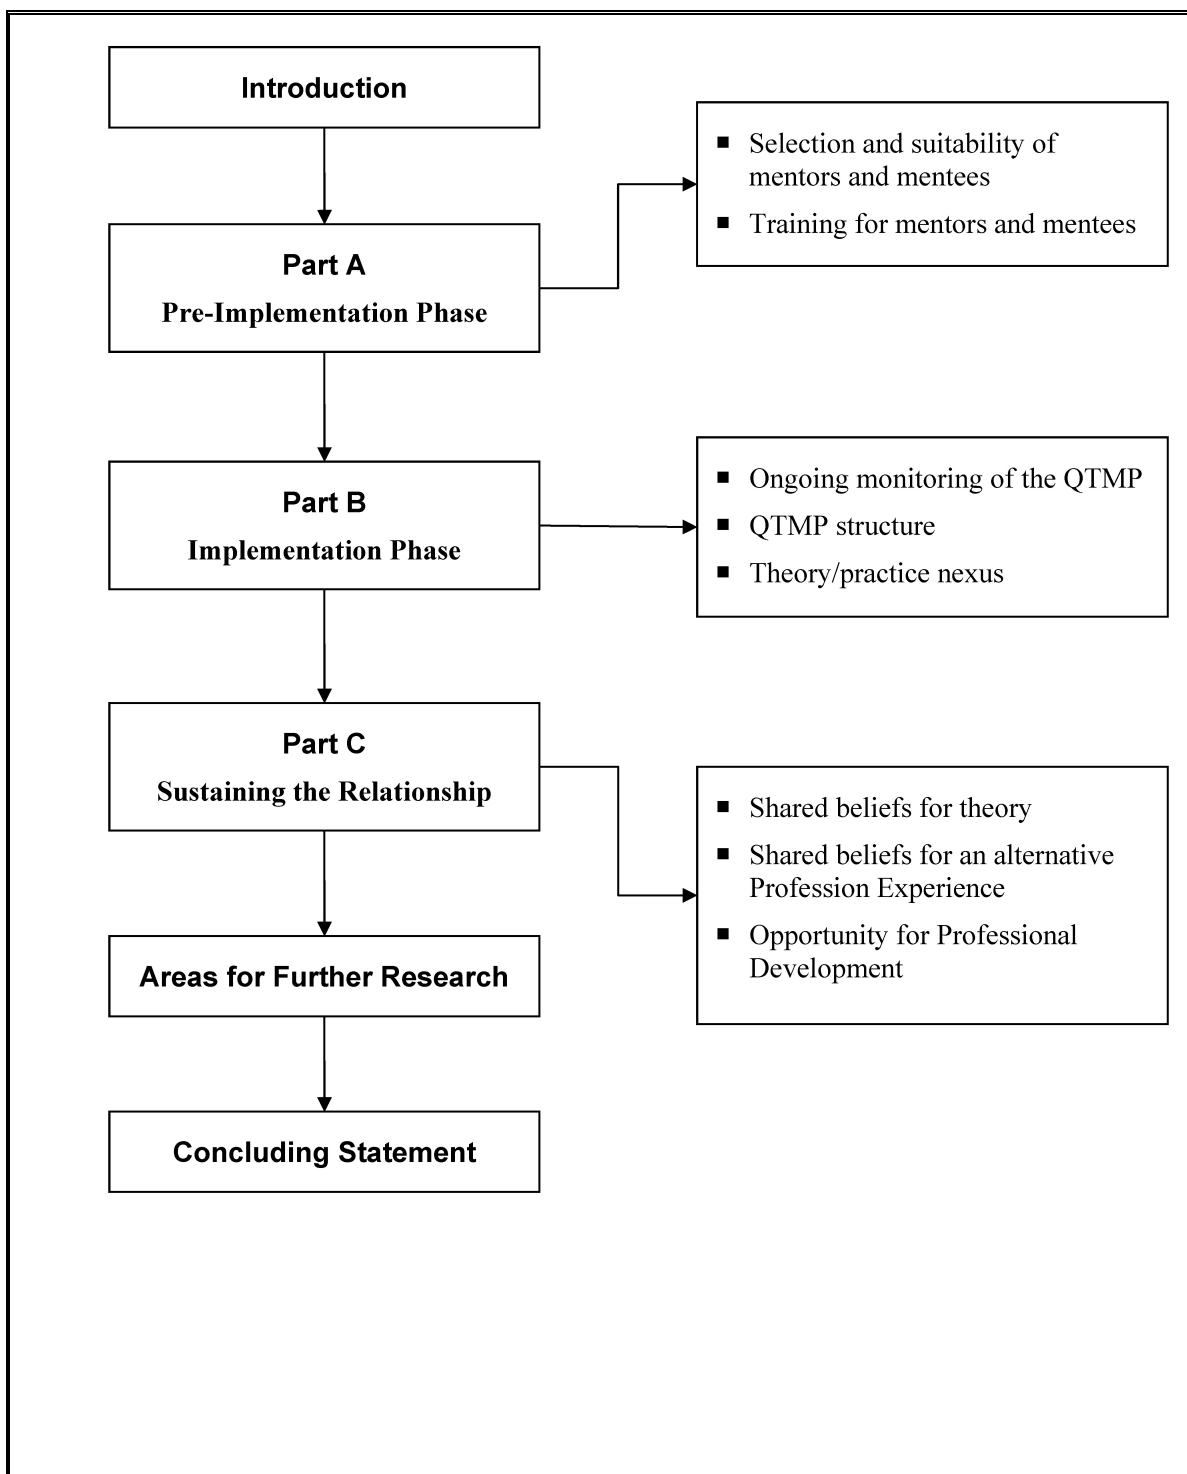 Introduction
■ Selection and suitability of
mentors and mentees
■ Training for mentors and mentees
Part A
Pre-Implementation Phase
Part B
Implementation Phase
■ Ongoing monitoring of the QTMP
■ QTMP structure
■ Theory/practice nexus
Part C
Sustaining the Relationship
■ Shared beliefs for theory
■ Shared beliefs for an alternative
Profession Experience
■ Opportunity for Professional
Development
Areas for Further Research
Concluding Statement